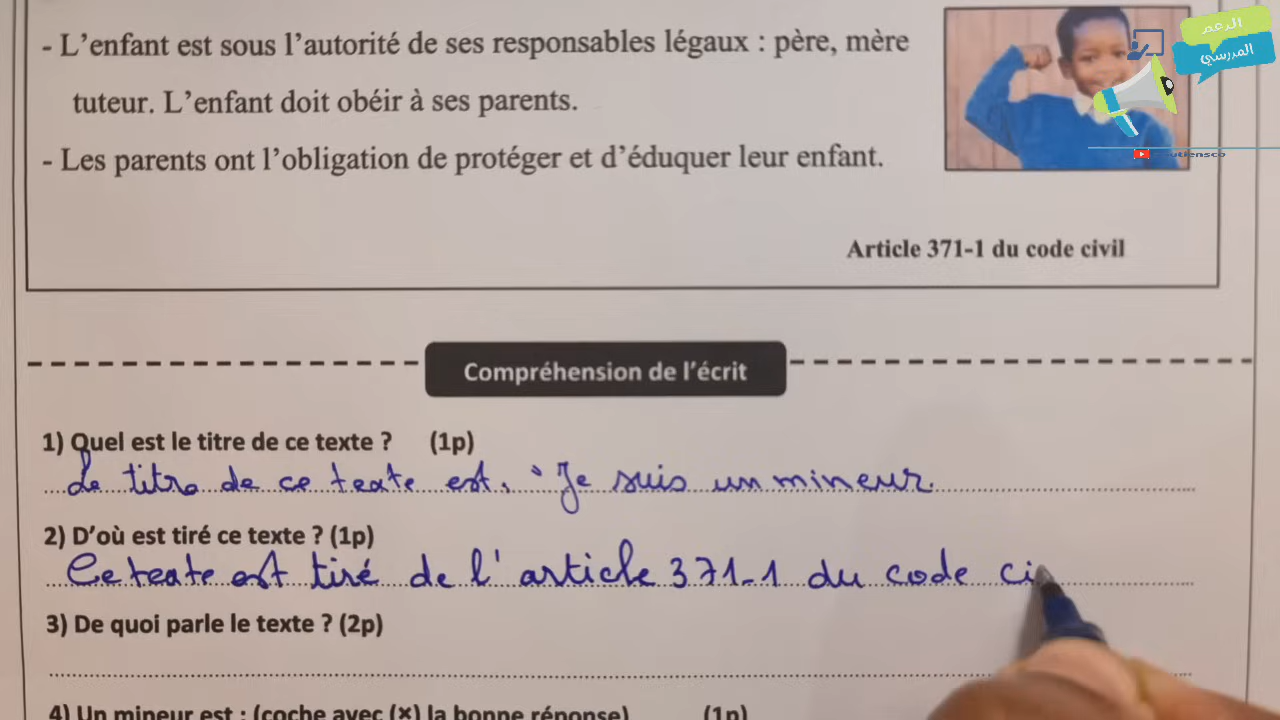 - L'enfant est sous l'autorité de ses responsables légaux : père, mère
tuteur. L'enfant doit obéir à ses parents.
- Les parents ont l'obligation de protéger et d'éduquer leur enfant.
الدعم
المدرسي
Article 371-1 du code civil
Compréhension de l'écrit
1) Quel est le titre de ce texte ? (1p)
Le titre de ce texte est. " Je suis un mineur.
2) D'où est tiré ce texte ? (1p)
Ce texte est tiré de l' article 371-1 du code ci
3) De quoi parle le texte ? (2p)
4) Un mineur est : (coche avec (×) la bonne réponse) (1p)